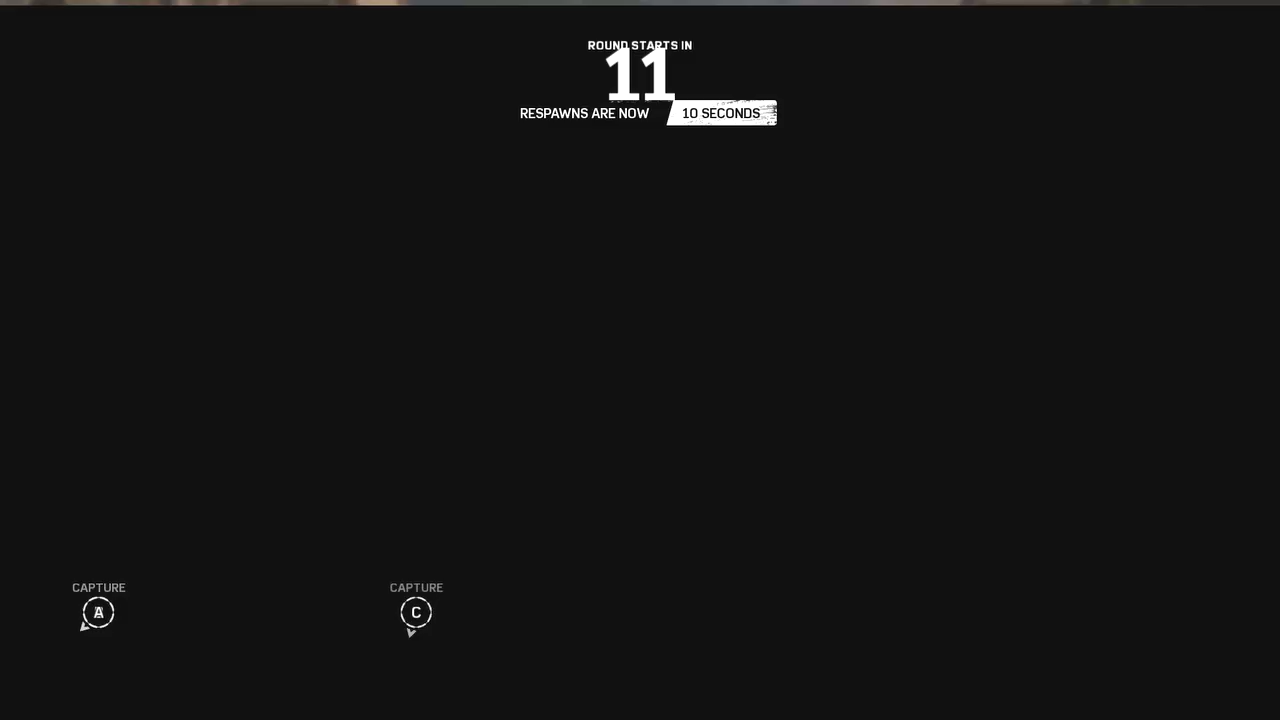 ROUND STARTS IN
11
RESPAWNS ARE NOW 10 SECONDS
CAPTURE CAPTURE
A C